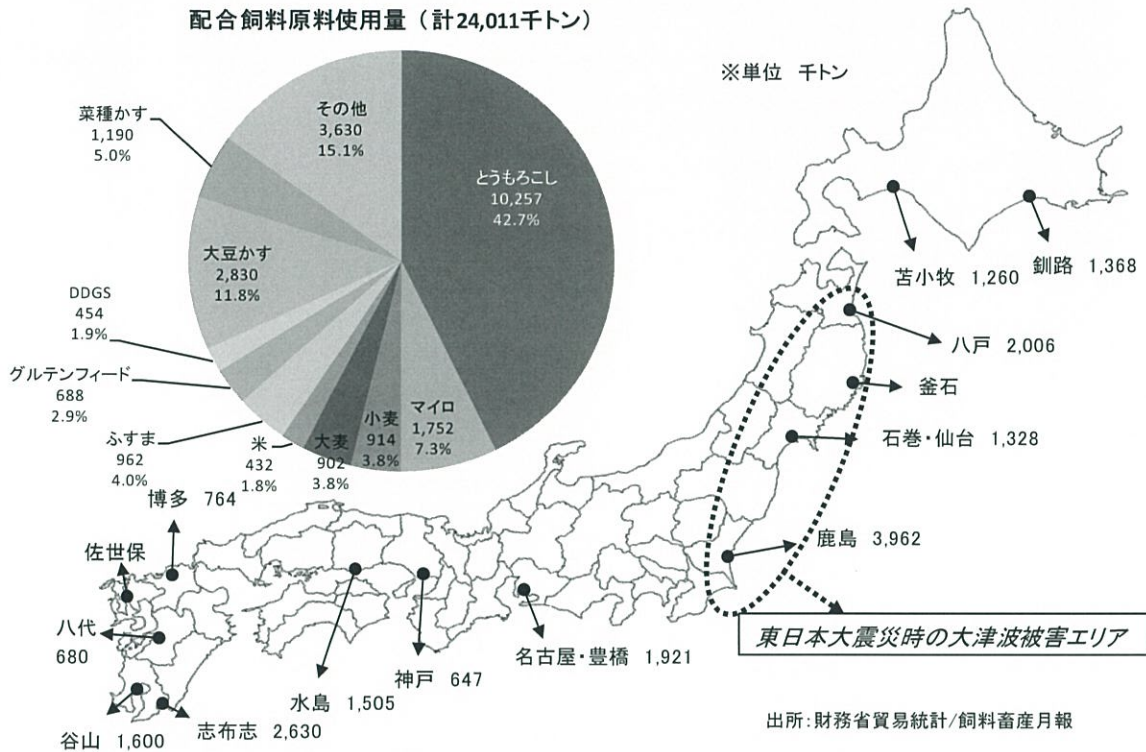 配合飼料原料使用量（計24,011千トン）
※単位 千トン
その他
3,630
15.1%
菜種かす
1,190
5.0%
とうもろこし
10,257
42.7%
大豆かす
2,830
11.8%
DDGS
454
1.9%
グルテンフィード
688
2.9%
ふすま
962
4.0%
米
432
1.8%
大麦
902
3.8%
小麦
914
3.8%
マイロ
1,752
7.3%
苫小牧 1,260
釧路 1,368
八戸 2,006
釜石
石巻・仙台 1,328
鹿島 3,962
東日本大震災時の大津波被害エリア
博多 764
佐世保
八代
680
谷山 1,600
志布志 2,630
水島 1,505
神戸 647
名古屋・豊橋 1,921
出所:財務省貿易統計/飼料畜産月報